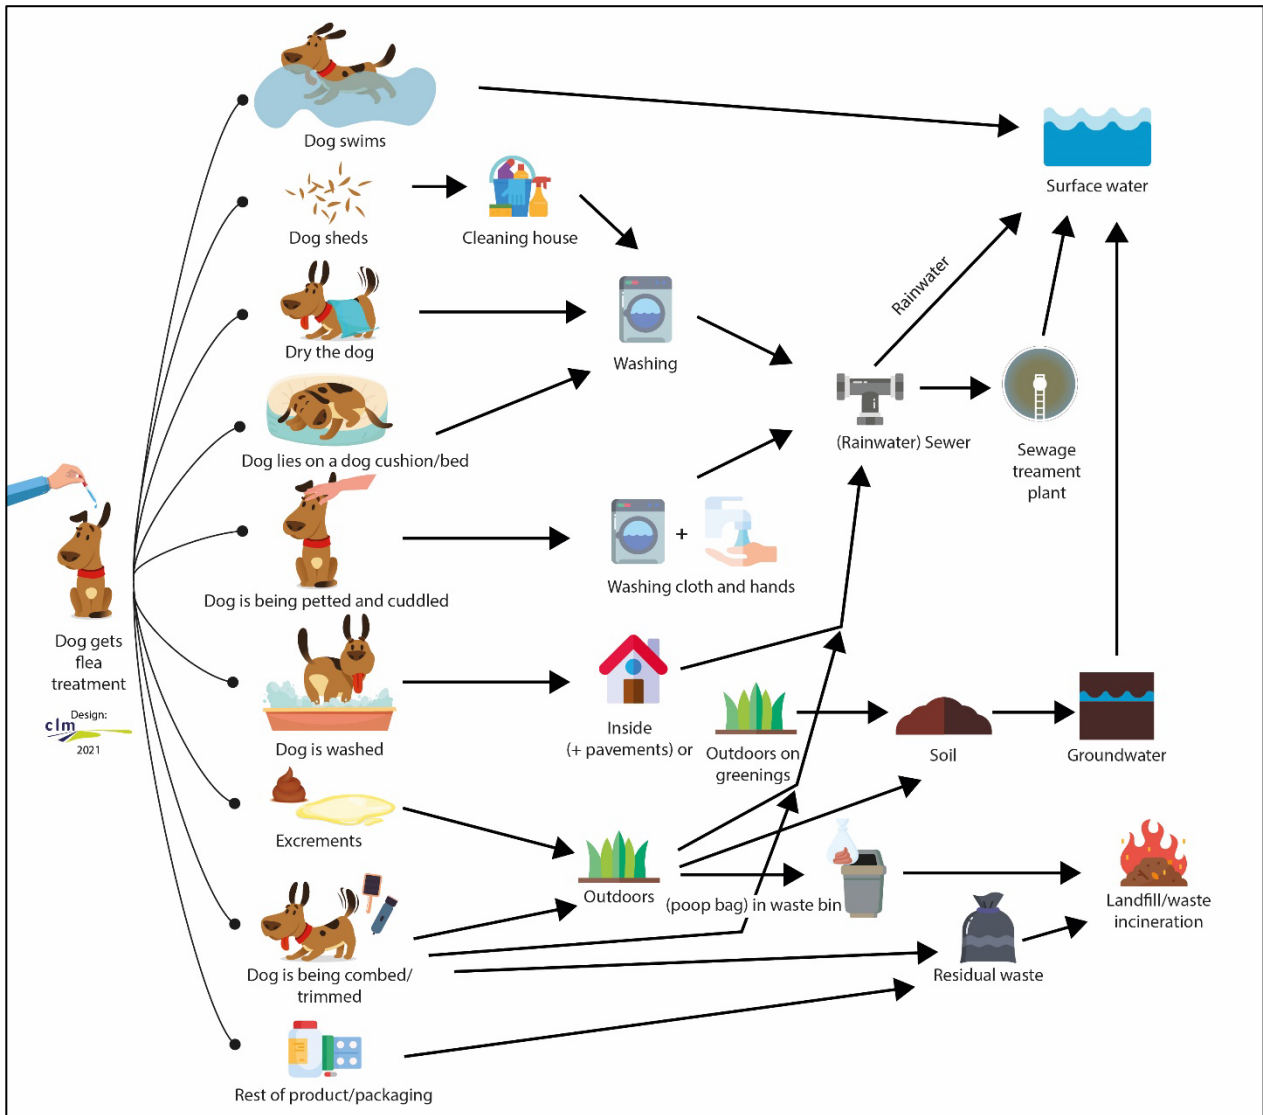 Dog swims
Surface water
Dog sheds
Cleaning house
Rainwater
Dry the dog
Washing
Dog lies on a dog cushion/bed
(Rainwater) Sewer
Sewage
treament
plant
Dog is being petted and cuddled
Washing cloth and hands
+
Dog gets
flea
treatment
Design:
clm
2021
Dog is washed
Inside
(+ pavements) or
Outdoors on
greenings
Soil
Groundwater
Excrements
Outdoors
(poop bag) in waste bin
Landfill/waste
incineration
Dog is being combed/
trimmed
Residual waste
Rest of product/packaging